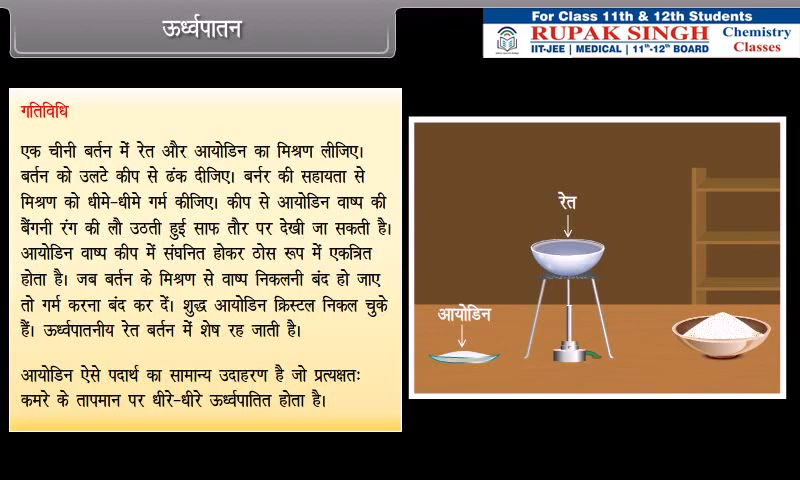 ऊर्ध्वपातन
For Class 11th & 12th Students
RUPAK SINGH
IIT-JEE | MEDICAL | 11th-12th BOARD
Chemistry
Classes
गतिविधि
एक चीनी बर्तन में रेत और आयोडिन का मिश्रण लीजिए।
बर्तन को उलटे कीप से ढंक दीजिए। बर्नर की सहायता से
मिश्रण को धीमे-धीमे गर्म कीजिए। कीप से आयोडिन वाष्प की
बैंगनी रंग की लौ उठती हुई साफ तौर पर देखी जा सकती है।
आयोडिन वाष्प कीप में संघनित होकर ठोस रूप में एकत्रित
होता है। जब बर्तन के मिश्रण से वाष्प निकलनी बंद हो जाए
तो गर्म करना बंद कर दें। शुद्ध आयोडिन क्रिस्टल निकल चुके
हैं। ऊर्ध्वपातनीय रेत बर्तन में शेष रह जाती है।
आयोडिन ऐसे पदार्थ का सामान्य उदाहरण है जो प्रत्यक्षतः
कमरे के तापमान पर धीरे-धीरे ऊर्ध्वपातित होता है।
रेत
आयोडिन